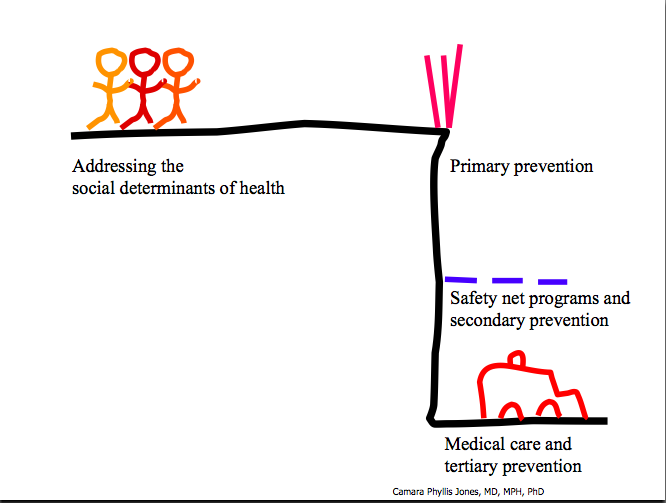 Addressing the
social determinants of health
Primary prevention
Safety net programs and
secondary prevention
Medical care and
tertiary prevention
Camara Phyllis Jones, MD, MPH, PhD